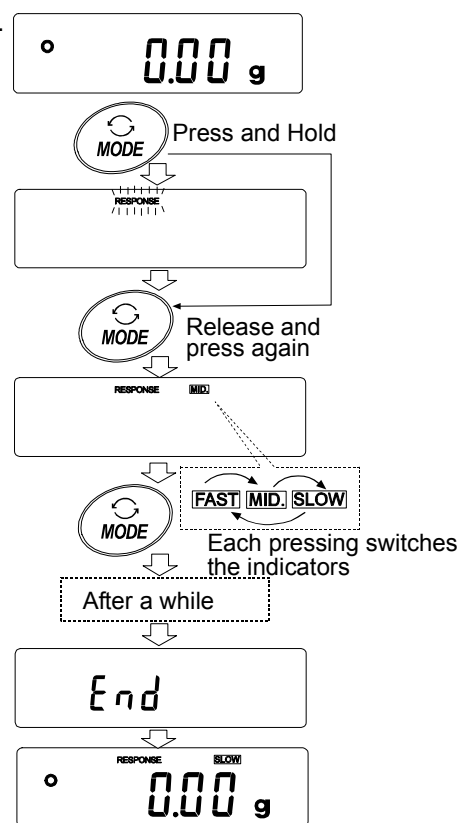 0.00 g
MODE
Press and Hold
RESPONSE
MODE
Release and
press again
RESPONSE MID.
FAST MID. SLOW
MODE
Each pressing switches
the indicators
After a while
End
RESPONSE SLOW
0.00 g